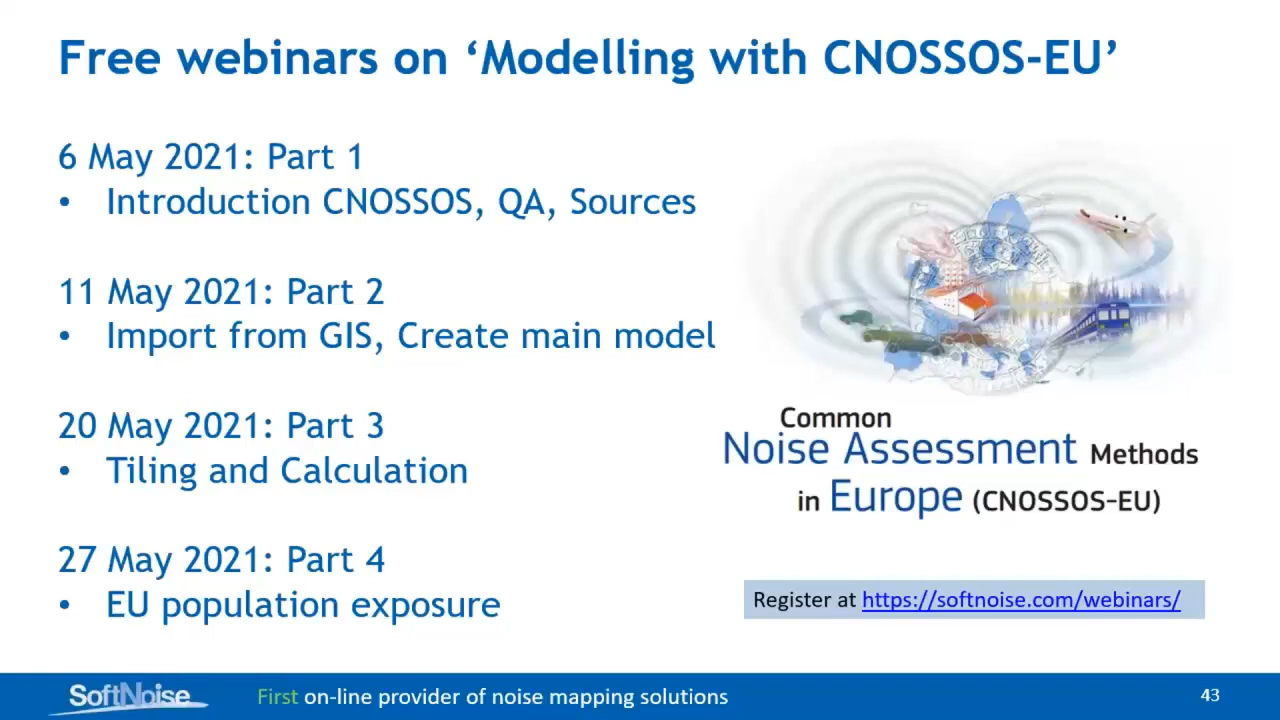 Free webinars on ‘Modelling with CNOSSOS-EU’
6 May 2021: Part 1
• Introduction CNOSSOS, QA, Sources
11 May 2021: Part 2
• Import from GIS, Create main model
20 May 2021: Part 3
• Tiling and Calculation
27 May 2021: Part 4
• EU population exposure
Common
Noise Assessment Methods
in Europe (CNOSSOS-EU)
Register at https://softnoise.com/webinars/
SoftNoise
First on-line provider of noise mapping solutions
43